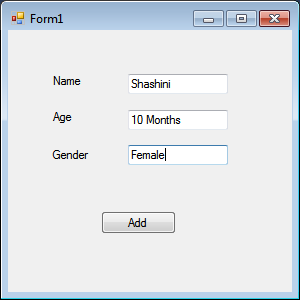 Form1
Name Shashini
Age 10 Months
Gender Female
Add